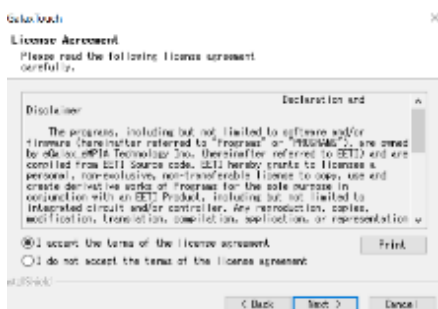 GalaxTouch
License Agreement
Please read the following license agreement
carefully.
Declaration and
Disclaimer
The programs, including but not limited to software and/or
firmware (hereinafter referred to "Programs" or "PROGRAMS"), are owned
by eGalax_eMPIA Technology Inc. (hereinafter referred to EETI) and are
compiled from EETI Source code. EETI hereby grants to licensee a
personal, non-exclusive, non-transferable license to copy, use and
create derivative works of Programs for the sole purpose in
conjunction with an EETI Product, including but not limited to
integrated circuit and/or controller. Any reproduction, copies,
modification, translation, compilation, application, or representation
I accept the terms of the license agreement
Print
I do not accept the terms of the license agreement
InstallShield
< Back
Next >
Cancel